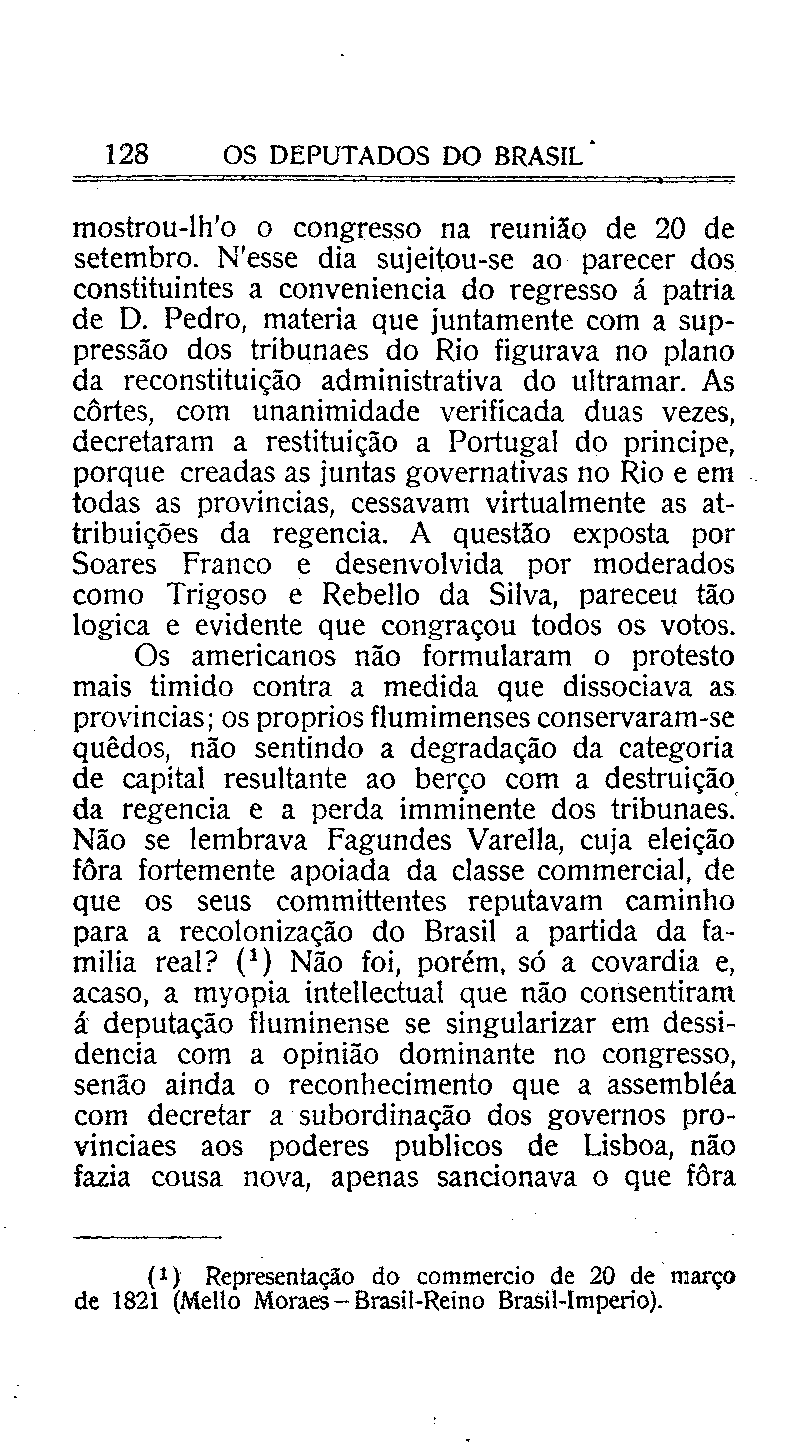 128 OS DEPUTADOS DO BRASIL
mostrou-lh'o o congresso na reunião de 20 de
setembro. N'esse dia sujeitou-se ao parecer dos
constituintes a conveniencia do regresso á patria
de D. Pedro, materia que juntamente com a sup-
pressão dos tribunaes do Rio figurava no plano
da reconstituição administrativa do ultramar. As
côrtes, com unanimidade verificada duas vezes,
decretaram a restituição a Portugal do principe,
porque creadas as juntas governativas no Rio e em
todas as provincias, cessavam virtualmente as at-
tribuições da regencia. A questão exposta por
Soares Franco e desenvolvida por moderados
como Trigoso e Rebello da Silva, pareceu tão
logica e evidente que congraçou todos os votos.
Os americanos não formularam o protesto
mais timido contra a medida que dissociava as
provincias; os proprios flumimenses conservaram-se
quêdos, não sentindo a degradação da categoria
de capital resultante ao berço com a destruição
da regencia e a perda imminente dos tribunaes.
Não se lembrava Fagundes Varella, cuja eleição
fôra fortemente apoiada da classe commercial, de
que os seus committentes reputavam caminho
para a recolonização do Brasil a partida da fa-
milia real? (¹) Não foi, porém, só a covardia e,
acaso, a myopia intellectual que não consentiram
á deputação fluminense se singularizar em dessi-
dencia com a opinião dominante no congresso,
senão ainda o reconhecimento que a assembléa
com decretar a subordinação dos governos pro-
vinciaes aos poderes publicos de Lisboa, não
fazia cousa nova, apenas sancionava o que fôra
(¹) Representação do commercio de 20 de março
de 1821 (Mello Moraes – Brasil-Reino Brasil-Imperio).